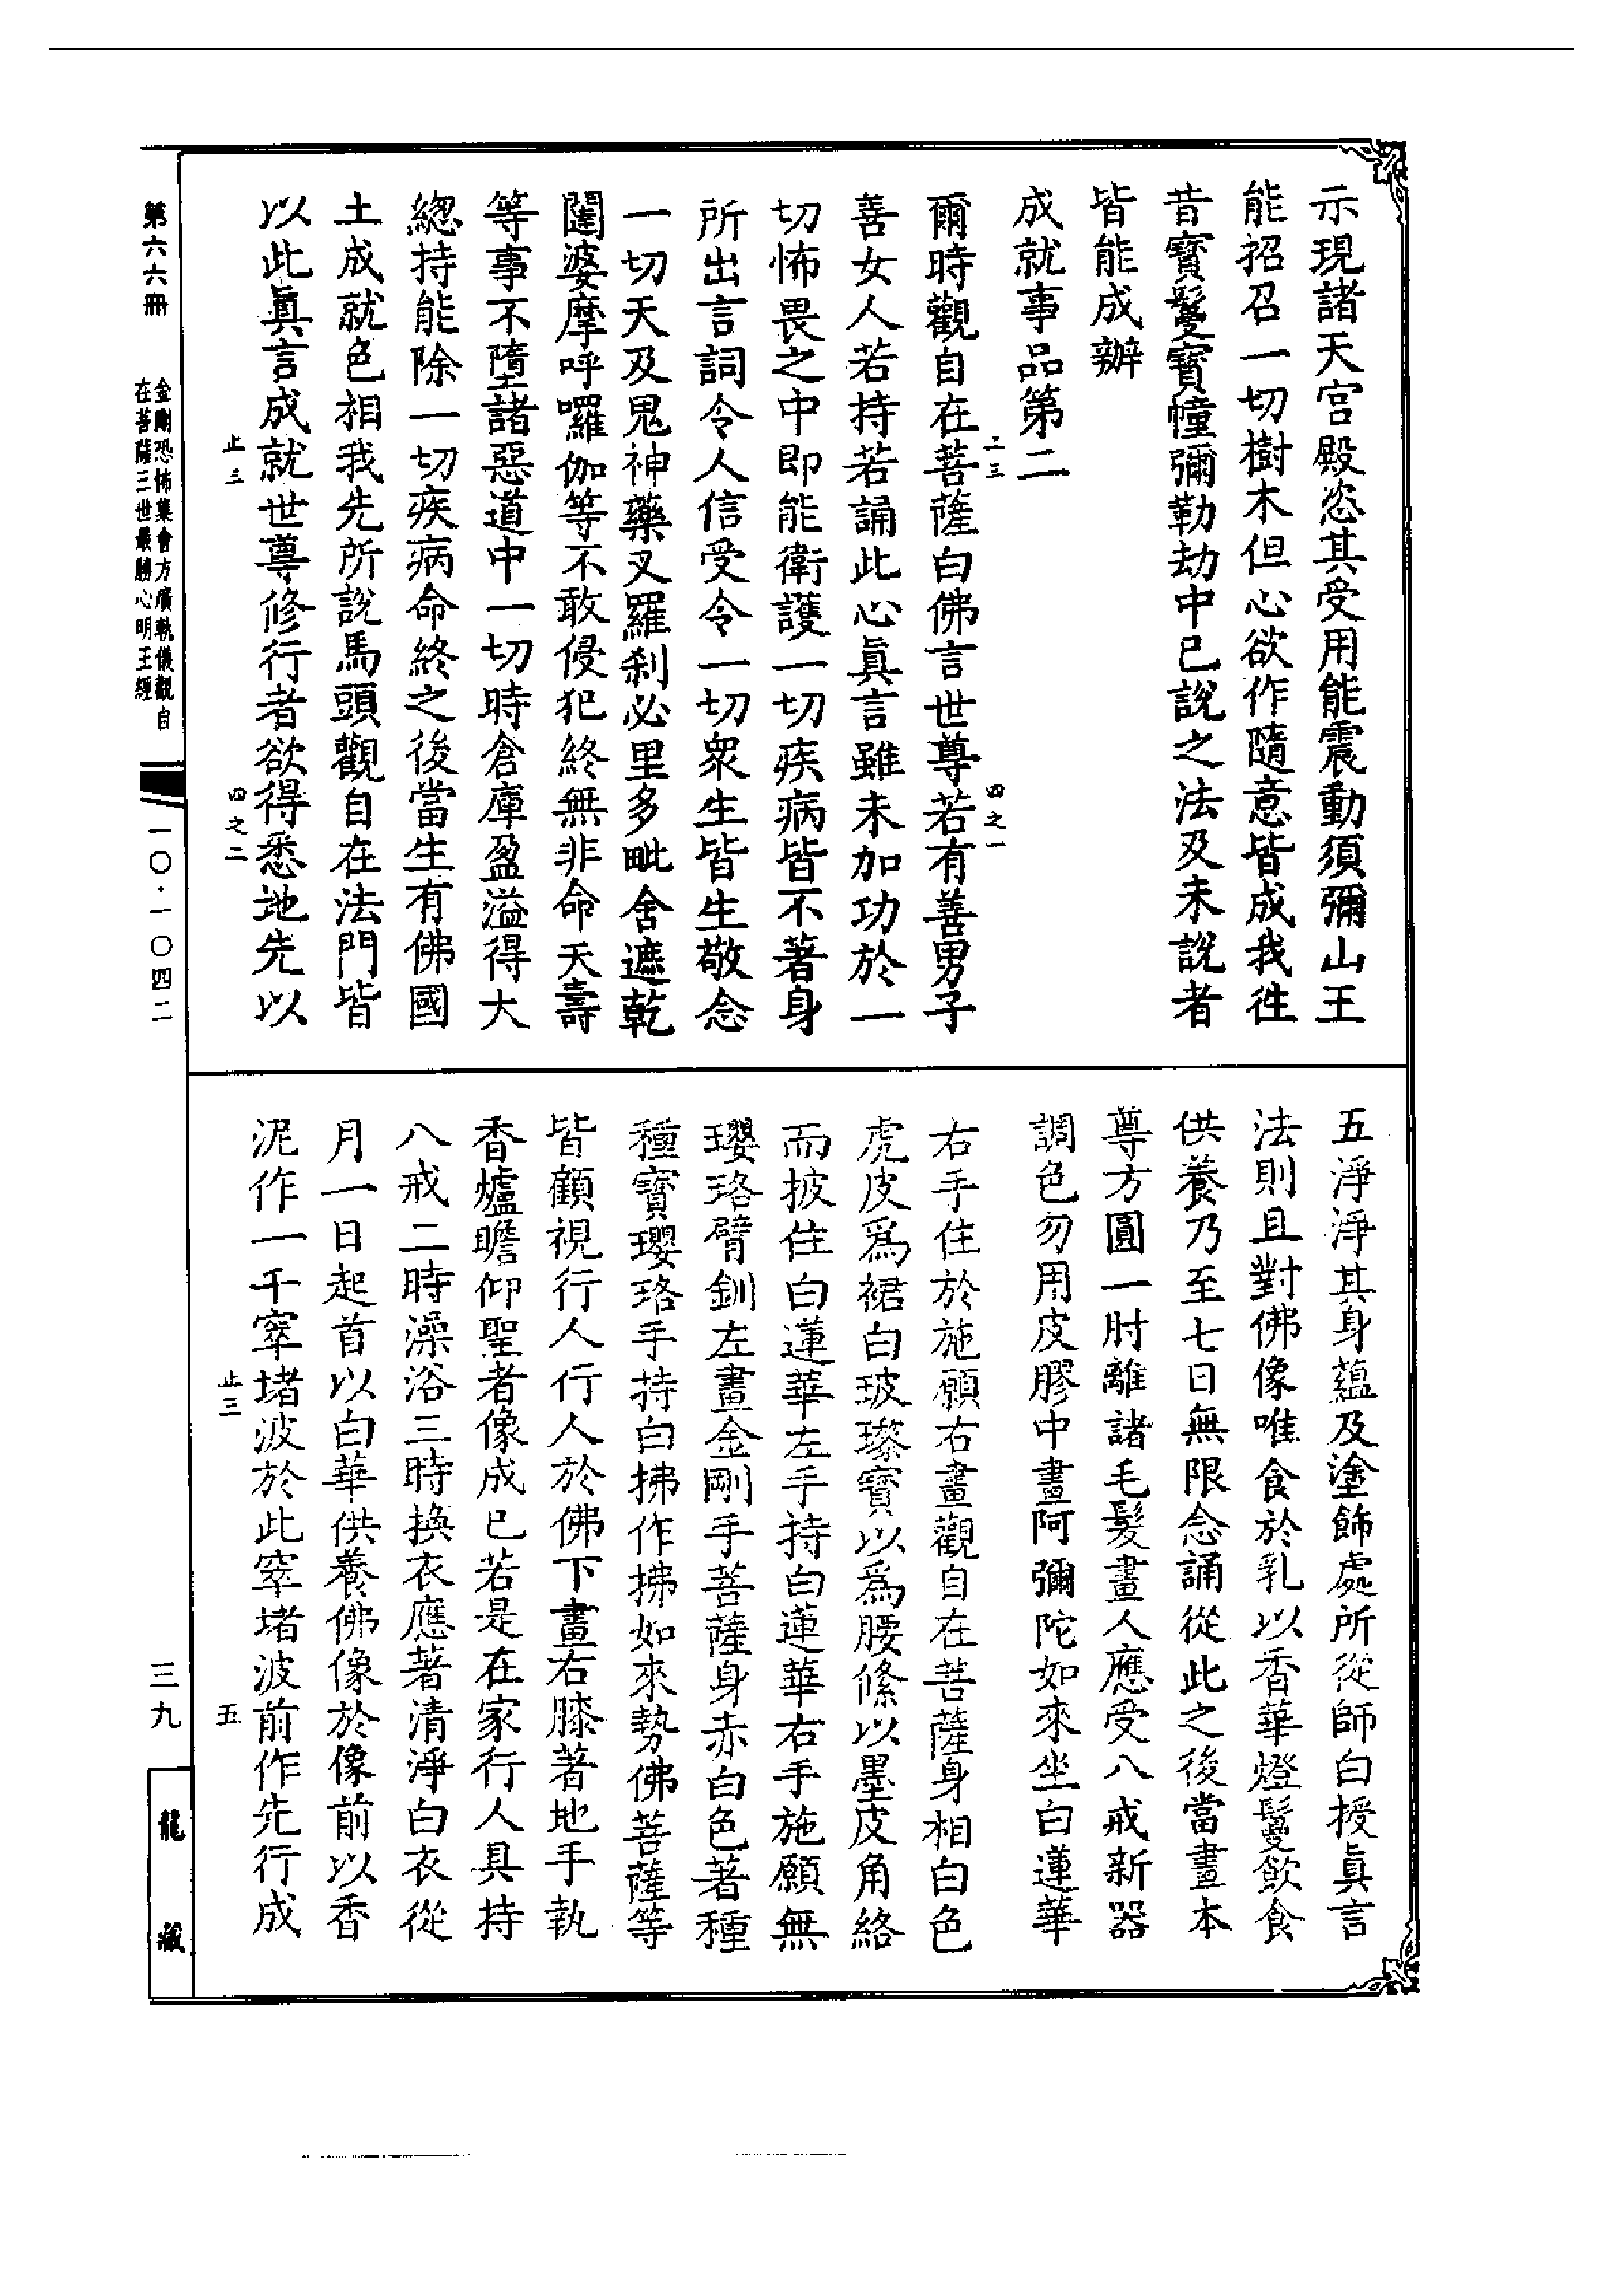 示現諸天宮殿恣其受用能震動須彌山王
能招召一切樹木但心欲作隨意皆成我往
昔寶鬘寶幢彌勒劫中已說之法及未說者
皆能成辦
成就事品第二
爾時觀自在菩薩白佛言世尊若有善男子
善女人若持若誦此心眞言雖未加功於一
切怖畏之中即能衛護一切疾病皆不著身
所出言詞令人信受令一切衆生皆生敬念
一切天及鬼神藥叉羅刹必里多毗舍遮乾
闥婆摩呼囉伽等不敢侵犯終無非命夭壽
等事不墮諸惡道中一切時倉庫盈溢得大
緫持能除一切疾病命終之後當生有佛國
土成就色相我先所說馬頭觀自在法門皆
以此眞言成就世尊修行者欲得悉地先以
四之一
止三
四之二
五淨淨其身蘊及塗飾處所從師白授眞言
法則且對佛像唯食於乳以香華燈鬘飲食
供養乃至七日無限念誦從此之後當畫本
尊方圓一肘離諸毛髮畫人應受八戒新器
調色勿用皮膠中畫阿彌陀如來坐白蓮華
右手住於施願右畫觀自在菩薩身相白色
虎皮爲裙白玻瓈寶以爲腰絛以墨皮角絡
而披住白蓮華左手持白蓮華右手施願無
瓔珞臂釧左畫金剛手菩薩身赤白色著種
種寶瓔珞手持白拂作拂如來勢佛菩薩等
皆顧視行人行人於佛下畫右膝著地手執
香爐瞻仰聖者像成已若是在家行人具持
八戒二時澡浴三時換衣應著清淨白衣從
月一日起首以白華供養佛像於像前以香
泥作一千窣堵波於此窣堵波前作先行成
止三
五
第六六冊
金剛恐怖集會方廣軌儀觀自
在菩薩三世最勝心明王經
一〇·一〇四二
三九
龍藏